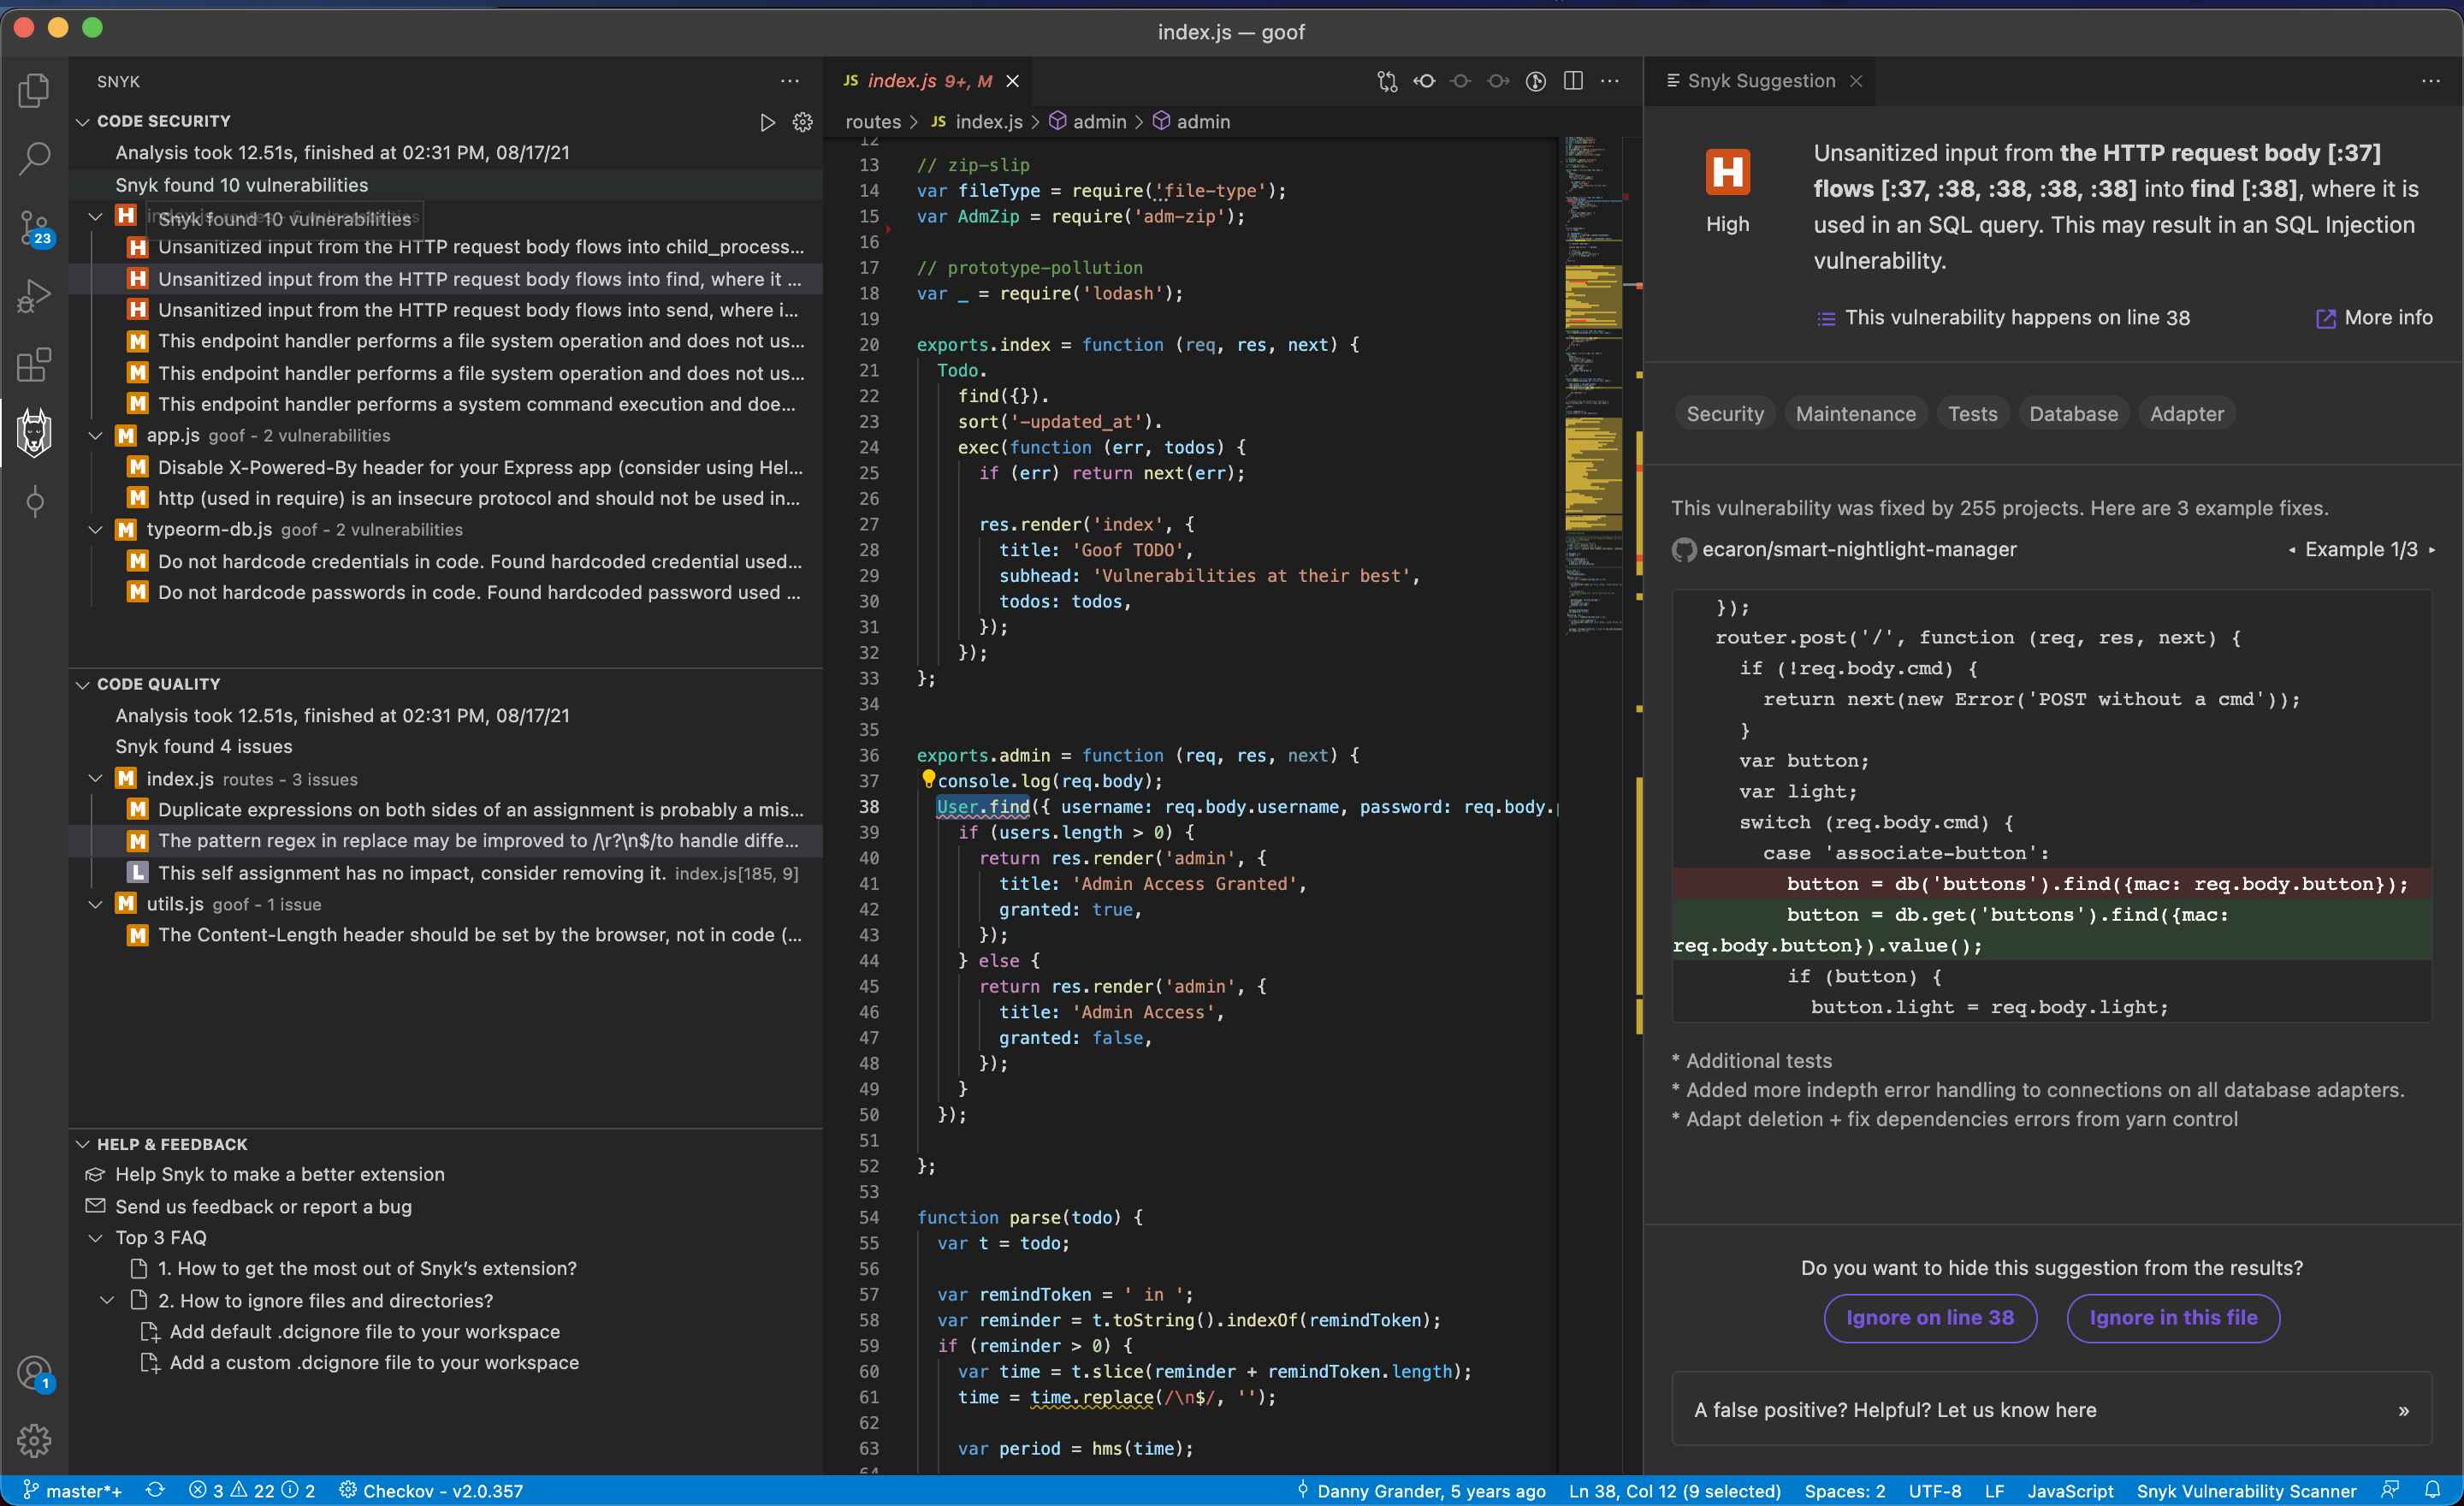 index.js — goof
SNYK
CODE SECURITY
Analysis took 12.51s, finished at 02:31 PM, 08/17/21
Snyk found 10 vulnerabilities
H index.js routes - 6 vulnerabilities
Snyk found 10 vulnerabilities
H Unsanitized input from the HTTP request body flows into child_process...
H Unsanitized input from the HTTP request body flows into find, where it ...
H Unsanitized input from the HTTP request body flows into send, where i...
M This endpoint handler performs a file system operation and does not us...
M This endpoint handler performs a file system operation and does not us...
M This endpoint handler performs a system command execution and doe...
M app.js goof - 2 vulnerabilities
M Disable X-Powered-By header for your Express app (consider using Hel...
M http (used in require) is an insecure protocol and should not be used in...
M typeorm-db.js goof - 2 vulnerabilities
M Do not hardcode credentials in code. Found hardcoded credential used...
M Do not hardcode passwords in code. Found hardcoded password used ...
CODE QUALITY
Analysis took 12.51s, finished at 02:31 PM, 08/17/21
Snyk found 4 issues
M index.js routes - 3 issues
M Duplicate expressions on both sides of an assignment is probably a mis...
M The pattern regex in replace may be improved to /\r?\n$/to handle diffe...
L This self assignment has no impact, consider removing it. index.js[185, 9]
M utils.js goof - 1 issue
M The Content-Length header should be set by the browser, not in code (...
HELP & FEEDBACK
Help Snyk to make a better extension
Send us feedback or report a bug
Top 3 FAQ
1. How to get the most out of Snyk's extension?
2. How to ignore files and directories?
Add default .dcignore file to your workspace
Add a custom .dcignore file to your workspace
23
1
JS index.js 9+, M
routes > JS index.js > admin > admin
12
13 // zip-slip
14 var fileType = require('file-type');
15 var AdmZip = require('adm-zip');
16
17 // prototype-pollution
18 var _ = require('lodash');
19
20 exports.index = function (req, res, next) {
21 Todo.
22 find({}).
23 sort('-updated_at').
24 exec(function (err, todos) {
25 if (err) return next(err);
26
27 res.render('index', {
28 title: 'Goof TODO',
29 subhead: 'Vulnerabilities at their best',
30 todos: todos,
31 });
32 });
33 };
34
35
36 exports.admin = function (req, res, next) {
37 console.log(req.body);
38 User.find({ username: req.body.username, password: req.body.p
39 if (users.length > 0) {
40 return res.render('admin', {
41 title: 'Admin Access Granted',
42 granted: true,
43 });
44 } else {
45 return res.render('admin', {
46 title: 'Admin Access',
47 granted: false,
48 });
49 }
50 });
51
52 };
53
54 function parse(todo) {
55 var t = todo;
56
57 var remindToken = ' in ';
58 var reminder = t.toString().indexOf(remindToken);
59 if (reminder > 0) {
60 var time = t.slice(reminder + remindToken.length);
61 time = time.replace(/\n$/, '');
62
63 var period = hms(time);
64
Snyk Suggestion
H
High
Unsanitized input from the HTTP request body [:37]
flows [:37, :38, :38, :38, :38] into find [:38], where it is
used in an SQL query. This may result in an SQL Injection
vulnerability.
This vulnerability happens on line 38
More info
Security Maintenance Tests Database Adapter
This vulnerability was fixed by 255 projects. Here are 3 example fixes.
ecaron/smart-nightlight-manager
Example 1/3
});
router.post('/', function (req, res, next) {
if (!req.body.cmd) {
return next(new Error('POST without a cmd'));
}
var button;
var light;
switch (req.body.cmd) {
case 'associate-button':
button = db('buttons').find({mac: req.body.button});
button = db.get('buttons').find({mac:
req.body.button}).value();
if (button) {
button.light = req.body.light;
* Additional tests
* Added more indepth error handling to connections on all database adapters.
* Adapt deletion + fix dependencies errors from yarn control
Do you want to hide this suggestion from the results?
Ignore on line 38
Ignore in this file
A false positive? Helpful? Let us know here »
master*+ 3 22 2 Checkov - v2.0.357
Danny Grander, 5 years ago Ln 38, Col 12 (9 selected) Spaces: 2 UTF-8 LF JavaScript Snyk Vulnerability Scanner